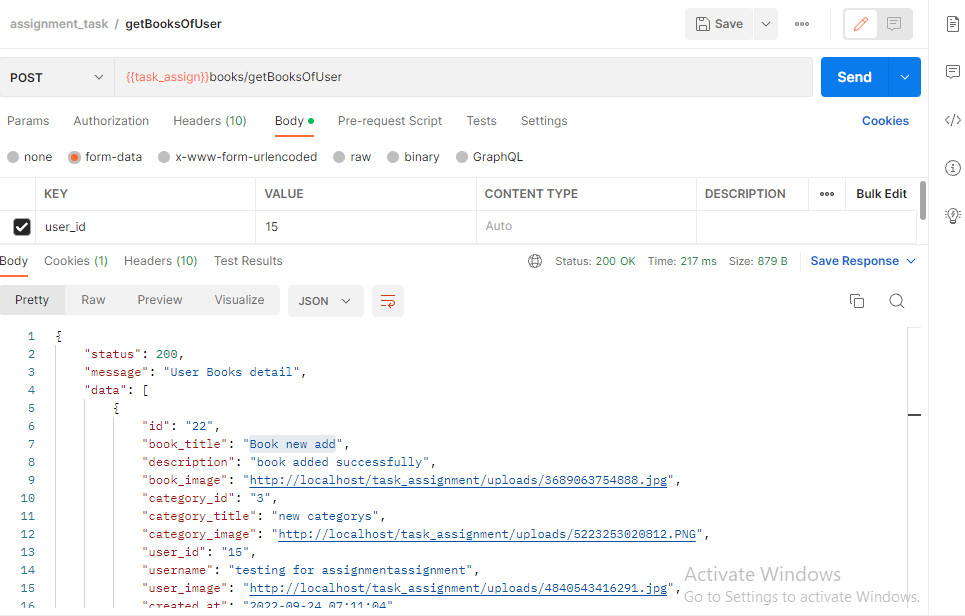 assignment_task / getBooksOfUser
Save
POST {{task_assign}}books/getBooksOfUser Send
Params Authorization Headers (10) Body Pre-request Script Tests Settings Cookies
none form-data x-www-form-urlencoded raw binary GraphQL
KEY VALUE CONTENT TYPE DESCRIPTION Bulk Edit
user_id 15 Auto
Body Cookies (1) Headers (10) Test Results Status: 200 OK Time: 217 ms Size: 879 B Save Response
Pretty Raw Preview Visualize JSON
1 {
2 "status": 200,
3 "message": "User Books detail",
4 "data": [
5 {
6 "id": "22",
7 "book_title": "Book new add",
8 "description": "book added successfully",
9 "book_image": "http://localhost/task_assignment/uploads/3689063754888.jpg",
10 "category_id": "3",
11 "category_title": "new categorys",
12 "category_image": "http://localhost/task_assignment/uploads/5223253020812.PNG",
13 "user_id": "15",
14 "username": "testing for assignmentassignment",
15 "user_image": "http://localhost/task_assignment/uploads/4840543416291.jpg",
16 "created_at": "2022-09-24 07:11:04"
Activate Windows
Go to Settings to activate Windows.